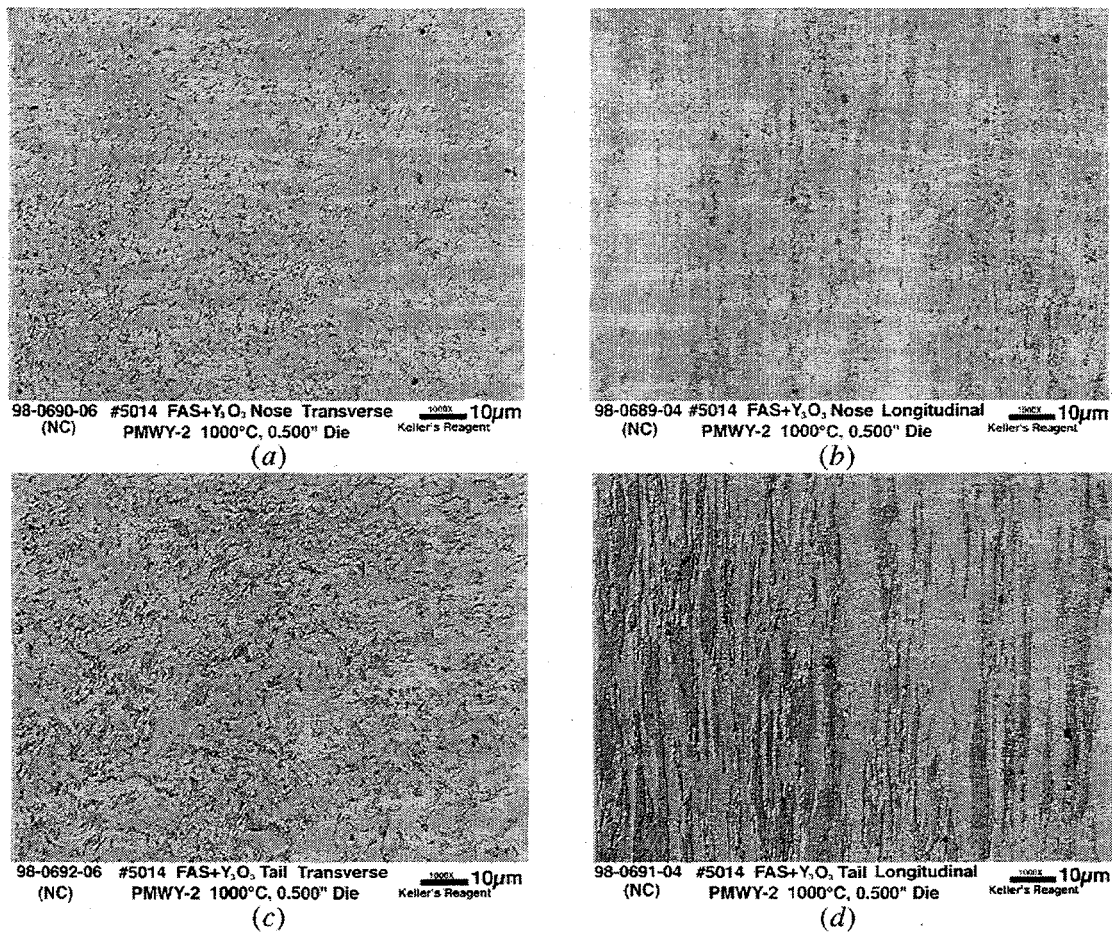 98-0690-06 #5014 FAS+Y₂O₃ Nose Transverse 1000X 10μm
(NC) PMWY-2 1000°C, 0.500" Die Keller's Reagent
(a)
98-0689-04 #5014 FAS+Y₂O₃ Nose Longitudinal 1000X 10μm
(NC) PMWY-2 1000°C, 0.500" Die Keller's Reagent
(b)
98-0692-06 #5014 FAS+Y₂O₃ Tail Transverse 1000X 10μm
(NC) PMWY-2 1000°C, 0.500" Die Keller's Reagent
(c)
98-0691-04 #5014 FAS+Y₂O₃ Tail Longitudinal 1000X 10μm
(NC) PMWY-2 1000°C, 0.500" Die Keller's Reagent
(d)